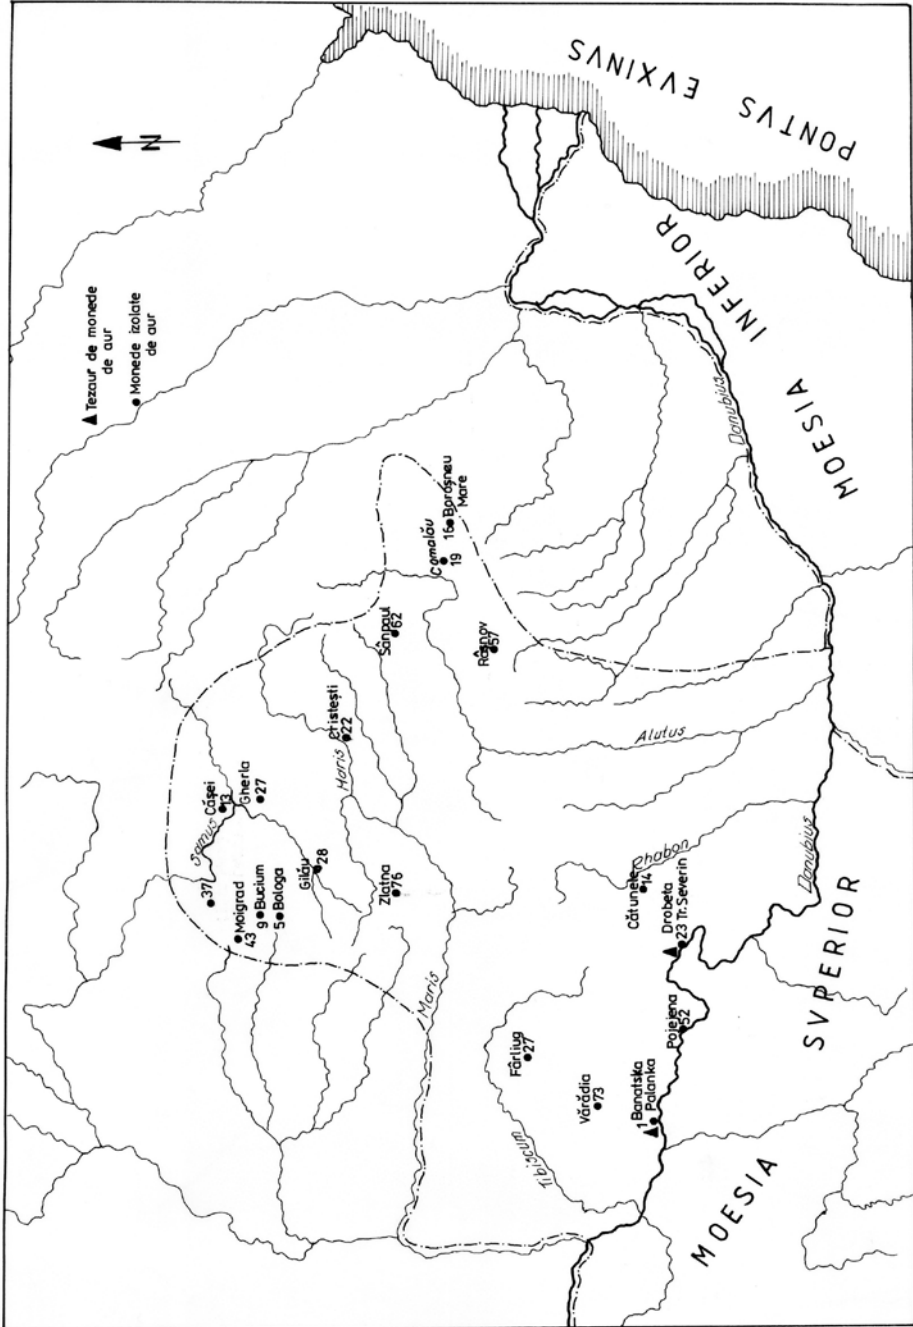 N
PONTVS EVXINVS
▲ Tezaur de monede
de aur
● Monede izolate
de aur
MOESIA INFERIOR
MOESIA SVPERIOR
Danubius
Danubius
Alutus
Rhabon
Samus
Maris
Maris
Tibiscum
37
Cășei
13
Gherla
27
Moigrad
43
9 Bucium
5 Bologa
Gilău
28
Cristești
22
Zlatna
76
Sânpaul
62
Comalău
19
16 Boroșneu
Mare
Râșnov
57
Cătunele
14
Drobeta
23 Tr. Severin
Pojejena
52
Fârliug
27
Vărădia
73
1 Banatska
Palanka